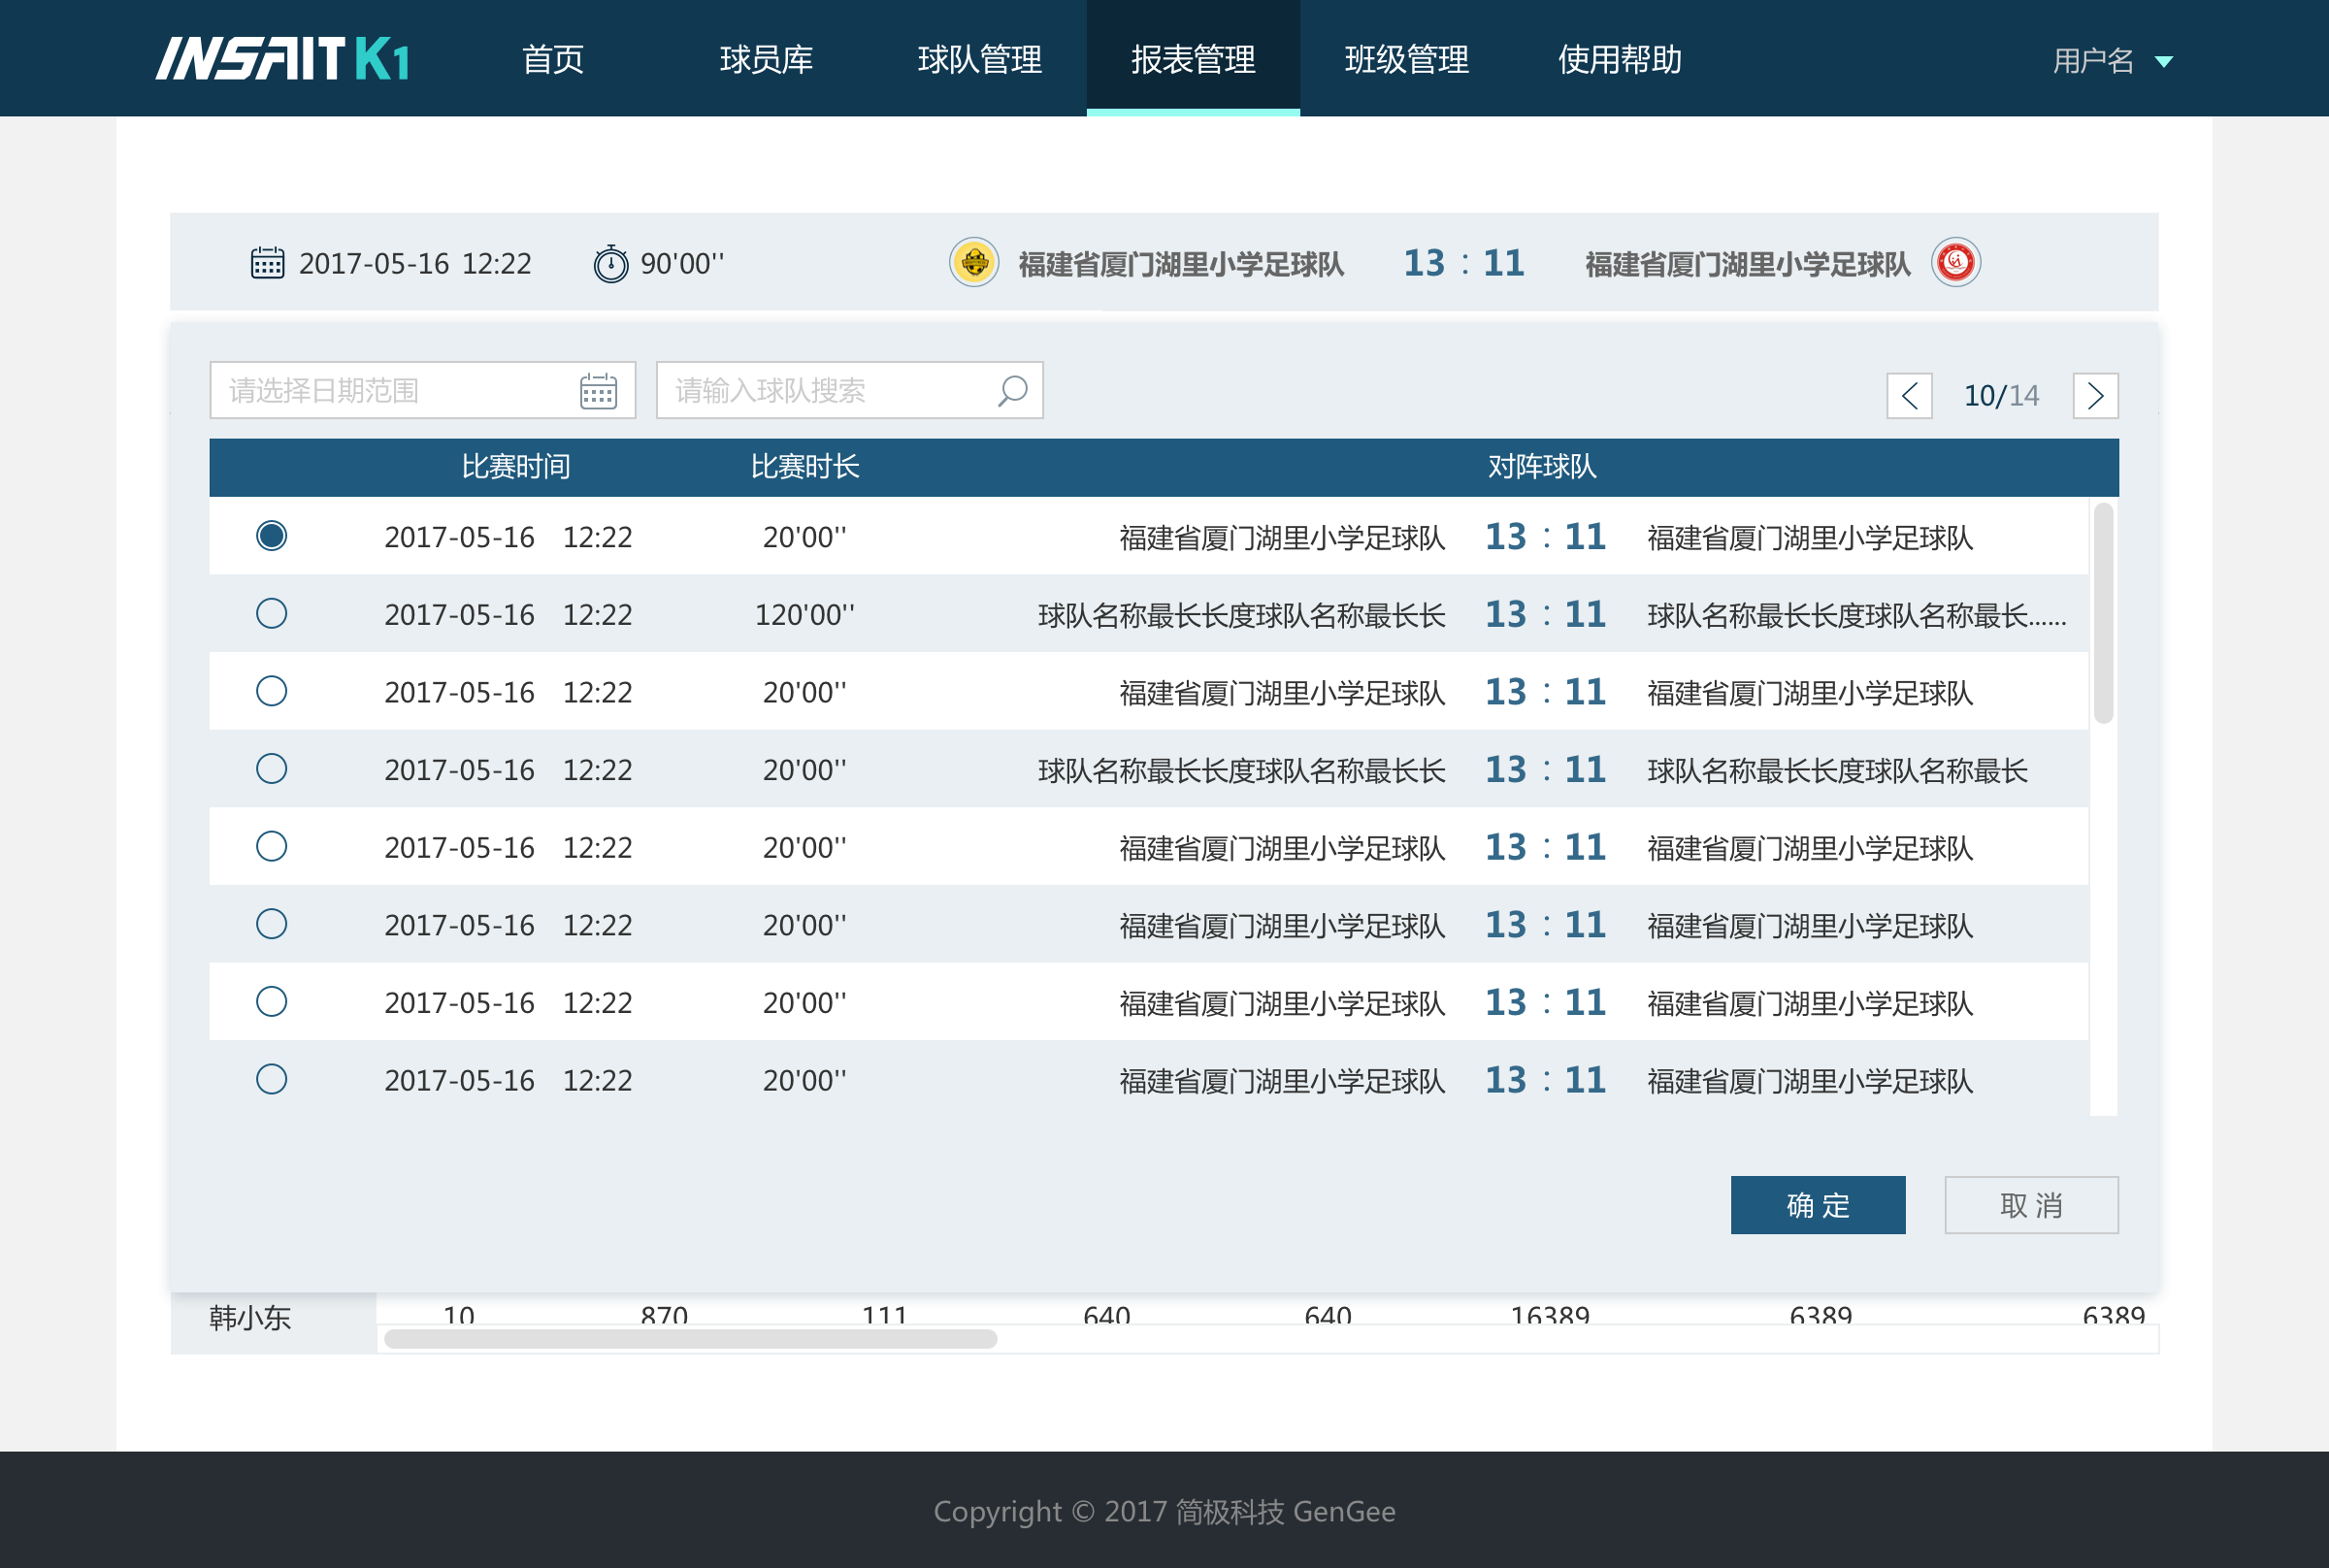 INSAIT K1 首页 球员库 球队管理 报表管理 班级管理 使用帮助 用户名
2017-05-16 12:22 90'00'' 福建省厦门湖里小学足球队 13 : 11 福建省厦门湖里小学足球队
请选择日期范围 请输入球队搜索 10/14
比赛时间 比赛时长 对阵球队
2017-05-16 12:22 20'00'' 福建省厦门湖里小学足球队 13 : 11 福建省厦门湖里小学足球队
2017-05-16 12:22 120'00'' 球队名称最长长度球队名称最长长 13 : 11 球队名称最长长度球队名称最长......
2017-05-16 12:22 20'00'' 福建省厦门湖里小学足球队 13 : 11 福建省厦门湖里小学足球队
2017-05-16 12:22 20'00'' 球队名称最长长度球队名称最长长 13 : 11 球队名称最长长度球队名称最长
2017-05-16 12:22 20'00'' 福建省厦门湖里小学足球队 13 : 11 福建省厦门湖里小学足球队
2017-05-16 12:22 20'00'' 福建省厦门湖里小学足球队 13 : 11 福建省厦门湖里小学足球队
2017-05-16 12:22 20'00'' 福建省厦门湖里小学足球队 13 : 11 福建省厦门湖里小学足球队
2017-05-16 12:22 20'00'' 福建省厦门湖里小学足球队 13 : 11 福建省厦门湖里小学足球队
确定 取消
韩小东 10 870 111 640 640 16389 6389 6389
Copyright © 2017 简极科技 GenGee